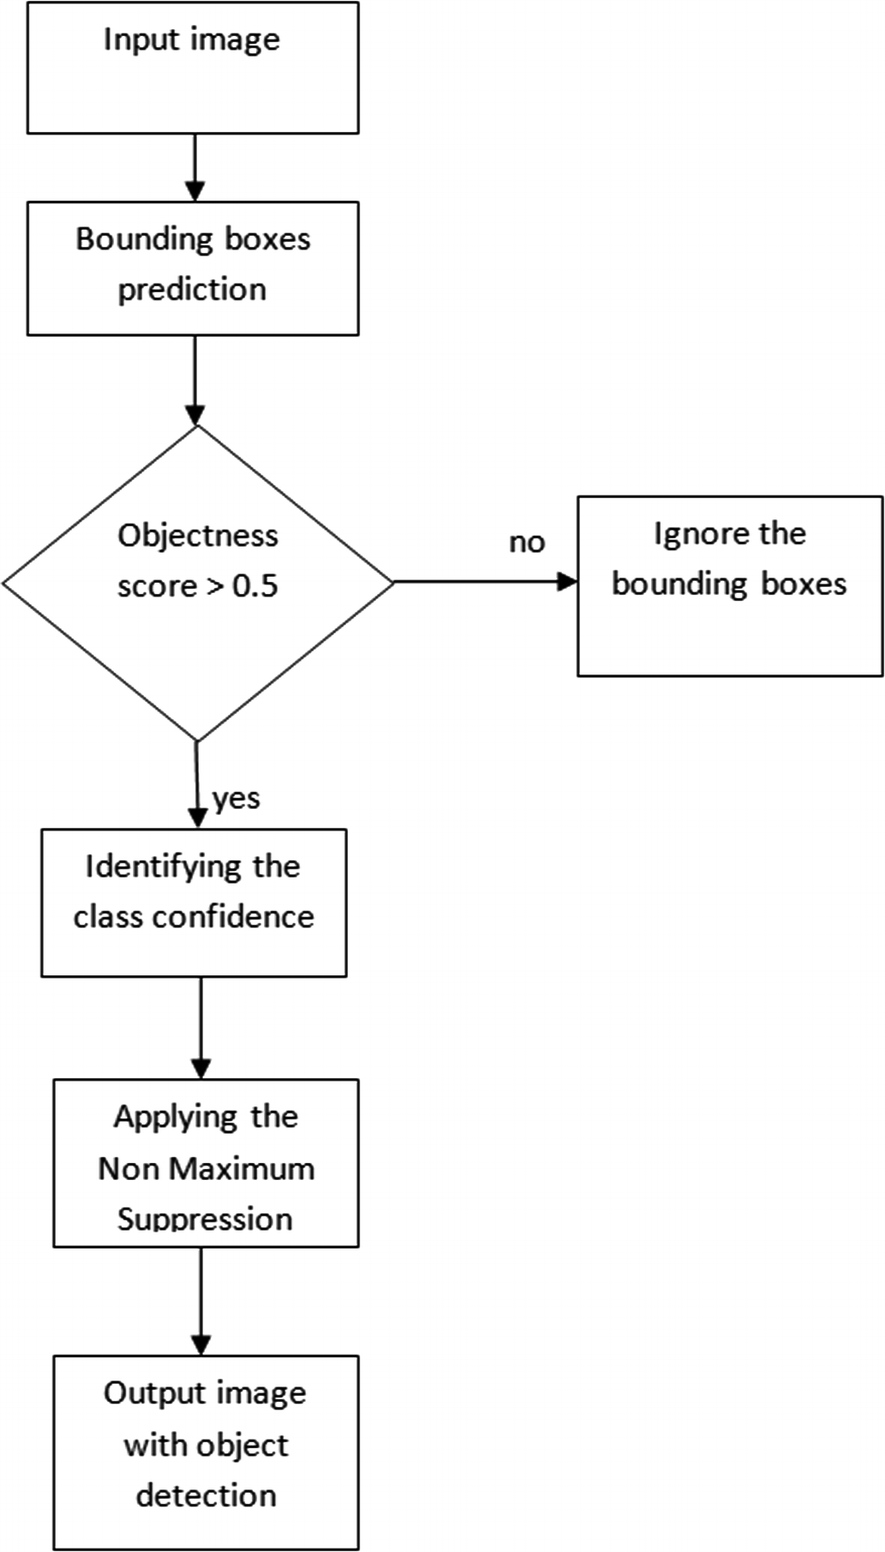 Input image
Bounding boxes
prediction
Objectness
score > 0.5
no
Ignore the
bounding boxes
yes
Identifying the
class confidence
Applying the
Non Maximum
Suppression
Output image
with object
detection